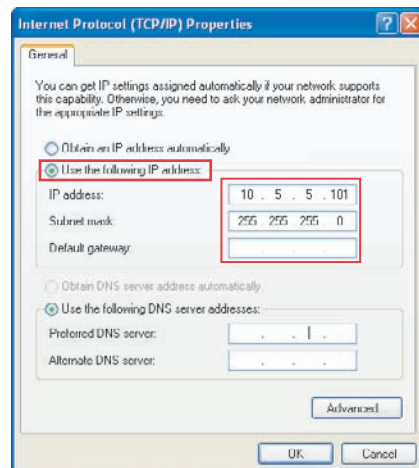 Internet Protocol (TCP/IP) Properties
General
You can get IP settings assigned automatically if your network supports
this capability. Otherwise, you need to ask your network administrator for
the appropriate IP settings.
Obtain an IP address automatically
Use the following IP address:
IP address: 10 . 5 . 5 . 101
Subnet mask: 255 . 255 . 255 . 0
Default gateway: . . .
Obtain DNS server address automatically
Use the following DNS server addresses:
Preferred DNS server: . . .
Alternate DNS server: . . .
Advanced...
OK Cancel